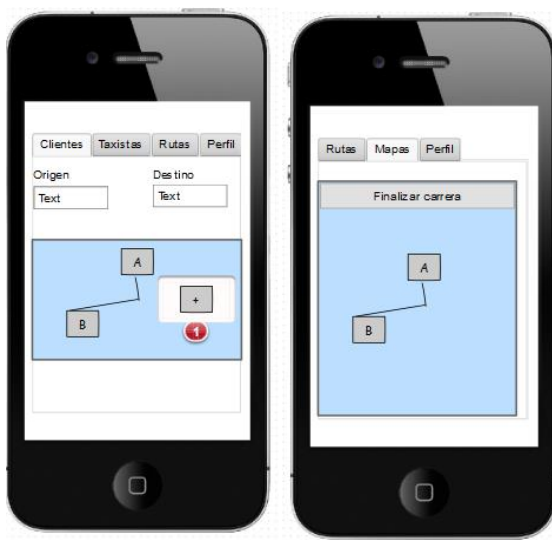 Clientes Taxistas Rutas Perfil
Origen Destino
Text Text
A
+
B
1
Rutas Mapas Perfil
Finalizar carrera
A
B